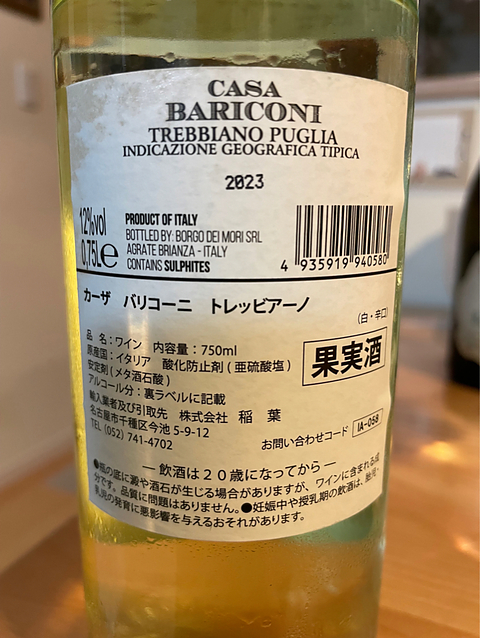 CASA
BARICONI
TREBBIANO PUGLIA
INDICAZIONE GEOGRAFICA TIPICA
2023
12%vol
0,75L e
PRODUCT OF ITALY
BOTTLED BY: BORGO DEI MORI SRL
AGRATE BRIANZA - ITALY
CONTAINS SULPHITES
4 935919 940580
カーザ バリコーニ トレッビアーノ
(白・辛口)
品 名:ワイン 内容量:750ml
原産国:イタリア 酸化防止剤(亜硫酸塩)
安定剤(メタ酒石酸)
アルコール分:裏ラベルに記載
果実酒
輸入業者及び引取先 株式会社 稲 葉
名古屋市千種区今池 5-9-12
TEL (052) 741-4702
お問い合わせコード IA-058
― 飲酒は20歳になってから ―
●瓶の底に澱や酒石が生じる場合がありますが、ワインに含まれる成
分です。品質に問題はありません。●妊娠中や授乳期の飲酒は、胎児・
乳児の発育に悪影響を与えるおそれがあります。